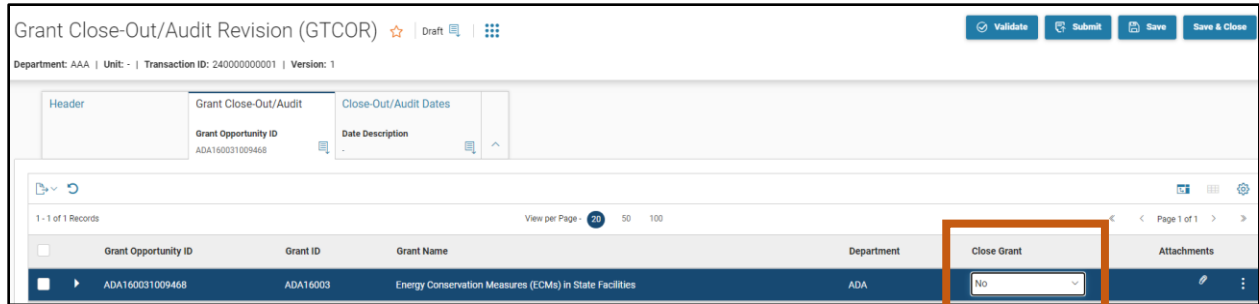 Grant Close-Out/Audit Revision (GTCOR) Draft Validate Submit Save Save & Close
Department: AAA | Unit: - | Transaction ID: 240000000001 | Version: 1
Header Grant Close-Out/Audit Close-Out/Audit Dates
Grant Opportunity ID Date Description
ADA160031009468 -
1 - 1 of 1 Records View per Page - 20 50 100 Page 1 of 1
Grant Opportunity ID Grant ID Grant Name Department Close Grant Attachments
ADA160031009468 ADA16003 Energy Conservation Measures (ECMs) in State Facilities ADA No